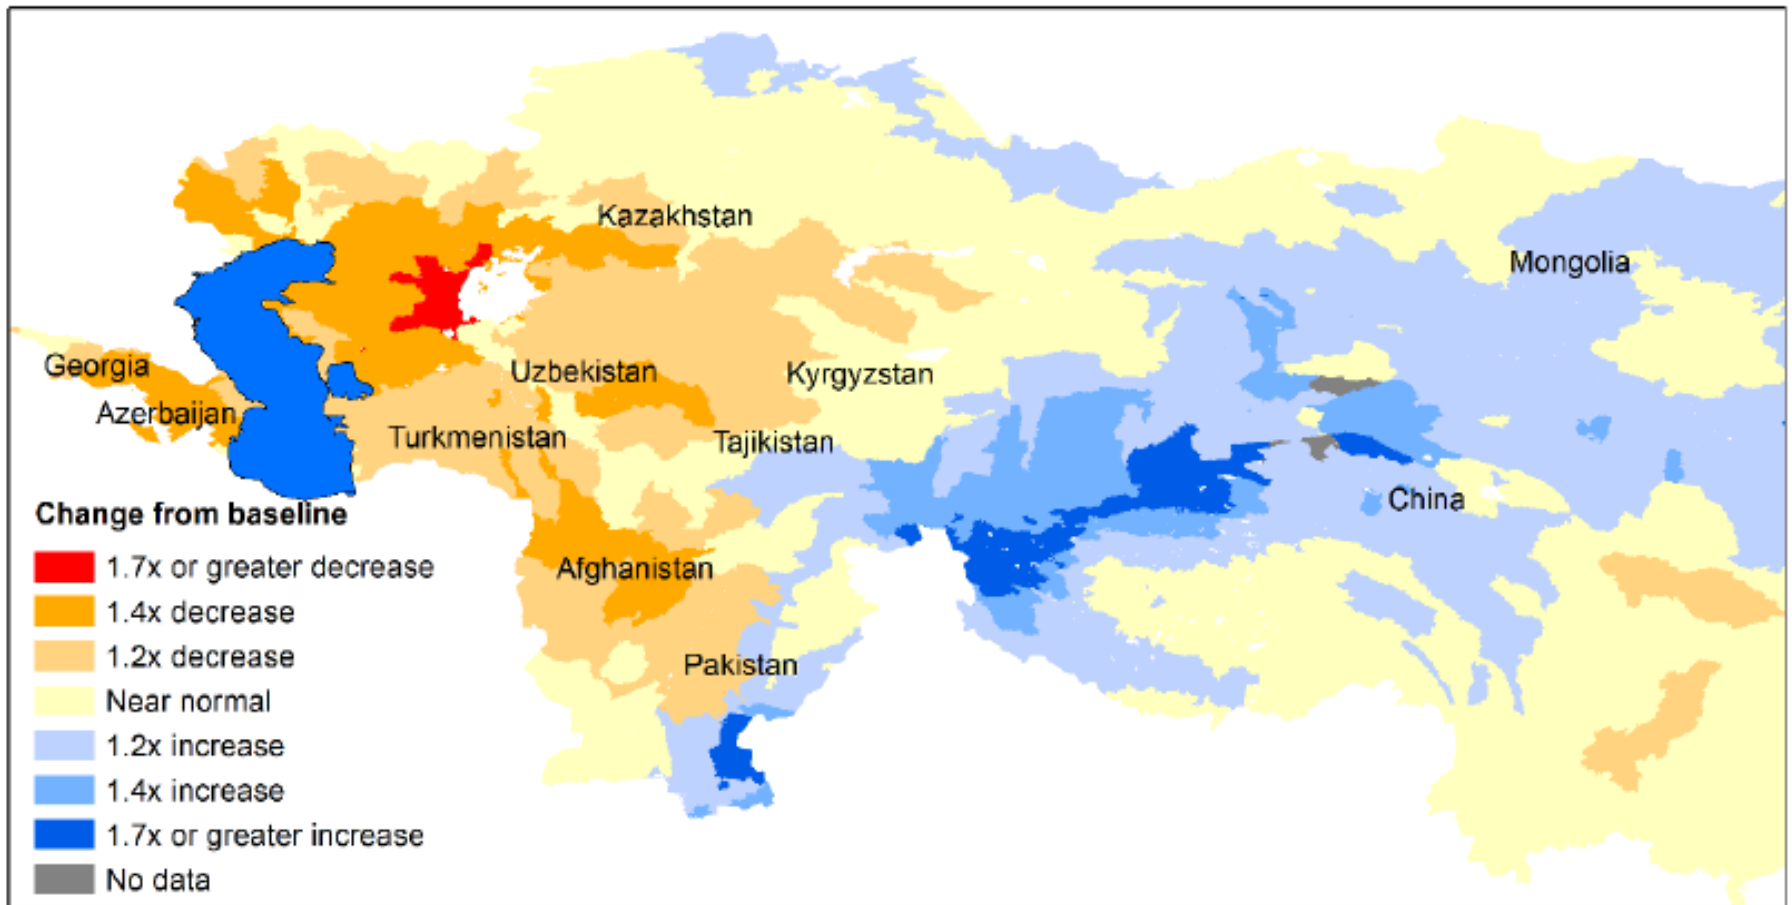 Kazakhstan
Mongolia
Georgia
Uzbekistan
Kyrgyzstan
Azerbaijan
Turkmenistan
Tajikistan
China
Afghanistan
Pakistan
Change from baseline
1.7x or greater decrease
1.4x decrease
1.2x decrease
Near normal
1.2x increase
1.4x increase
1.7x or greater increase
No data